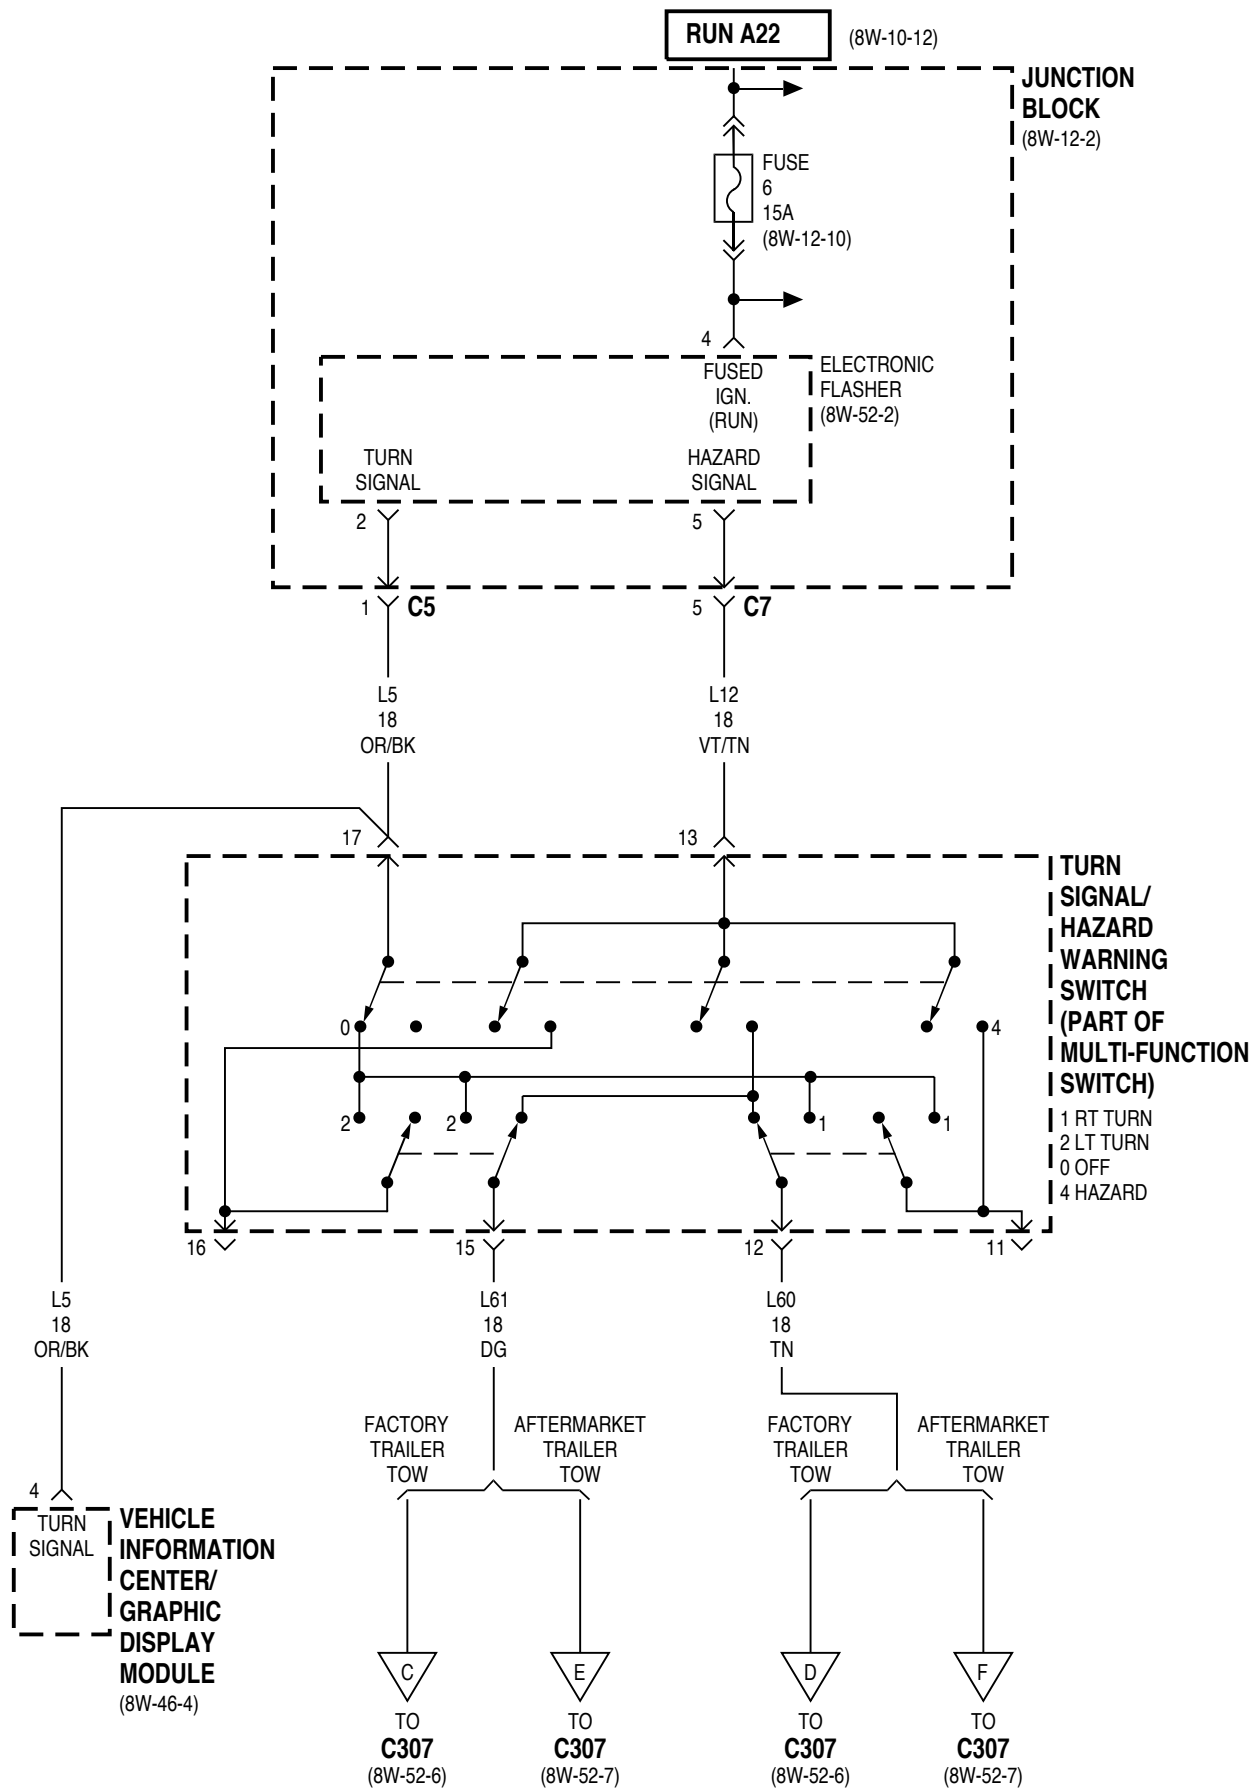 RUN A22
(8W-10-12)
JUNCTION
BLOCK
(8W-12-2)
FUSE
6
15A
(8W-12-10)
4
FUSED
IGN.
(RUN)
ELECTRONIC
FLASHER
(8W-52-2)
TURN
SIGNAL
HAZARD
SIGNAL
2
5
1
C5
5
C7
L5
18
OR/BK
L12
18
VT/TN
17
13
TURN
SIGNAL/
HAZARD
WARNING
SWITCH
(PART OF
MULTI-FUNCTION
SWITCH)
1 RT TURN
2 LT TURN
0 OFF
4 HAZARD
0
4
2
2
1
1
16
15
12
11
L5
18
OR/BK
L61
18
DG
L60
18
TN
FACTORY
TRAILER
TOW
AFTERMARKET
TRAILER
TOW
FACTORY
TRAILER
TOW
AFTERMARKET
TRAILER
TOW
4
TURN
SIGNAL
VEHICLE
INFORMATION
CENTER/
GRAPHIC
DISPLAY
MODULE
(8W-46-4)
C
TO
C307
(8W-52-6)
E
TO
C307
(8W-52-7)
D
TO
C307
(8W-52-6)
F
TO
C307
(8W-52-7)